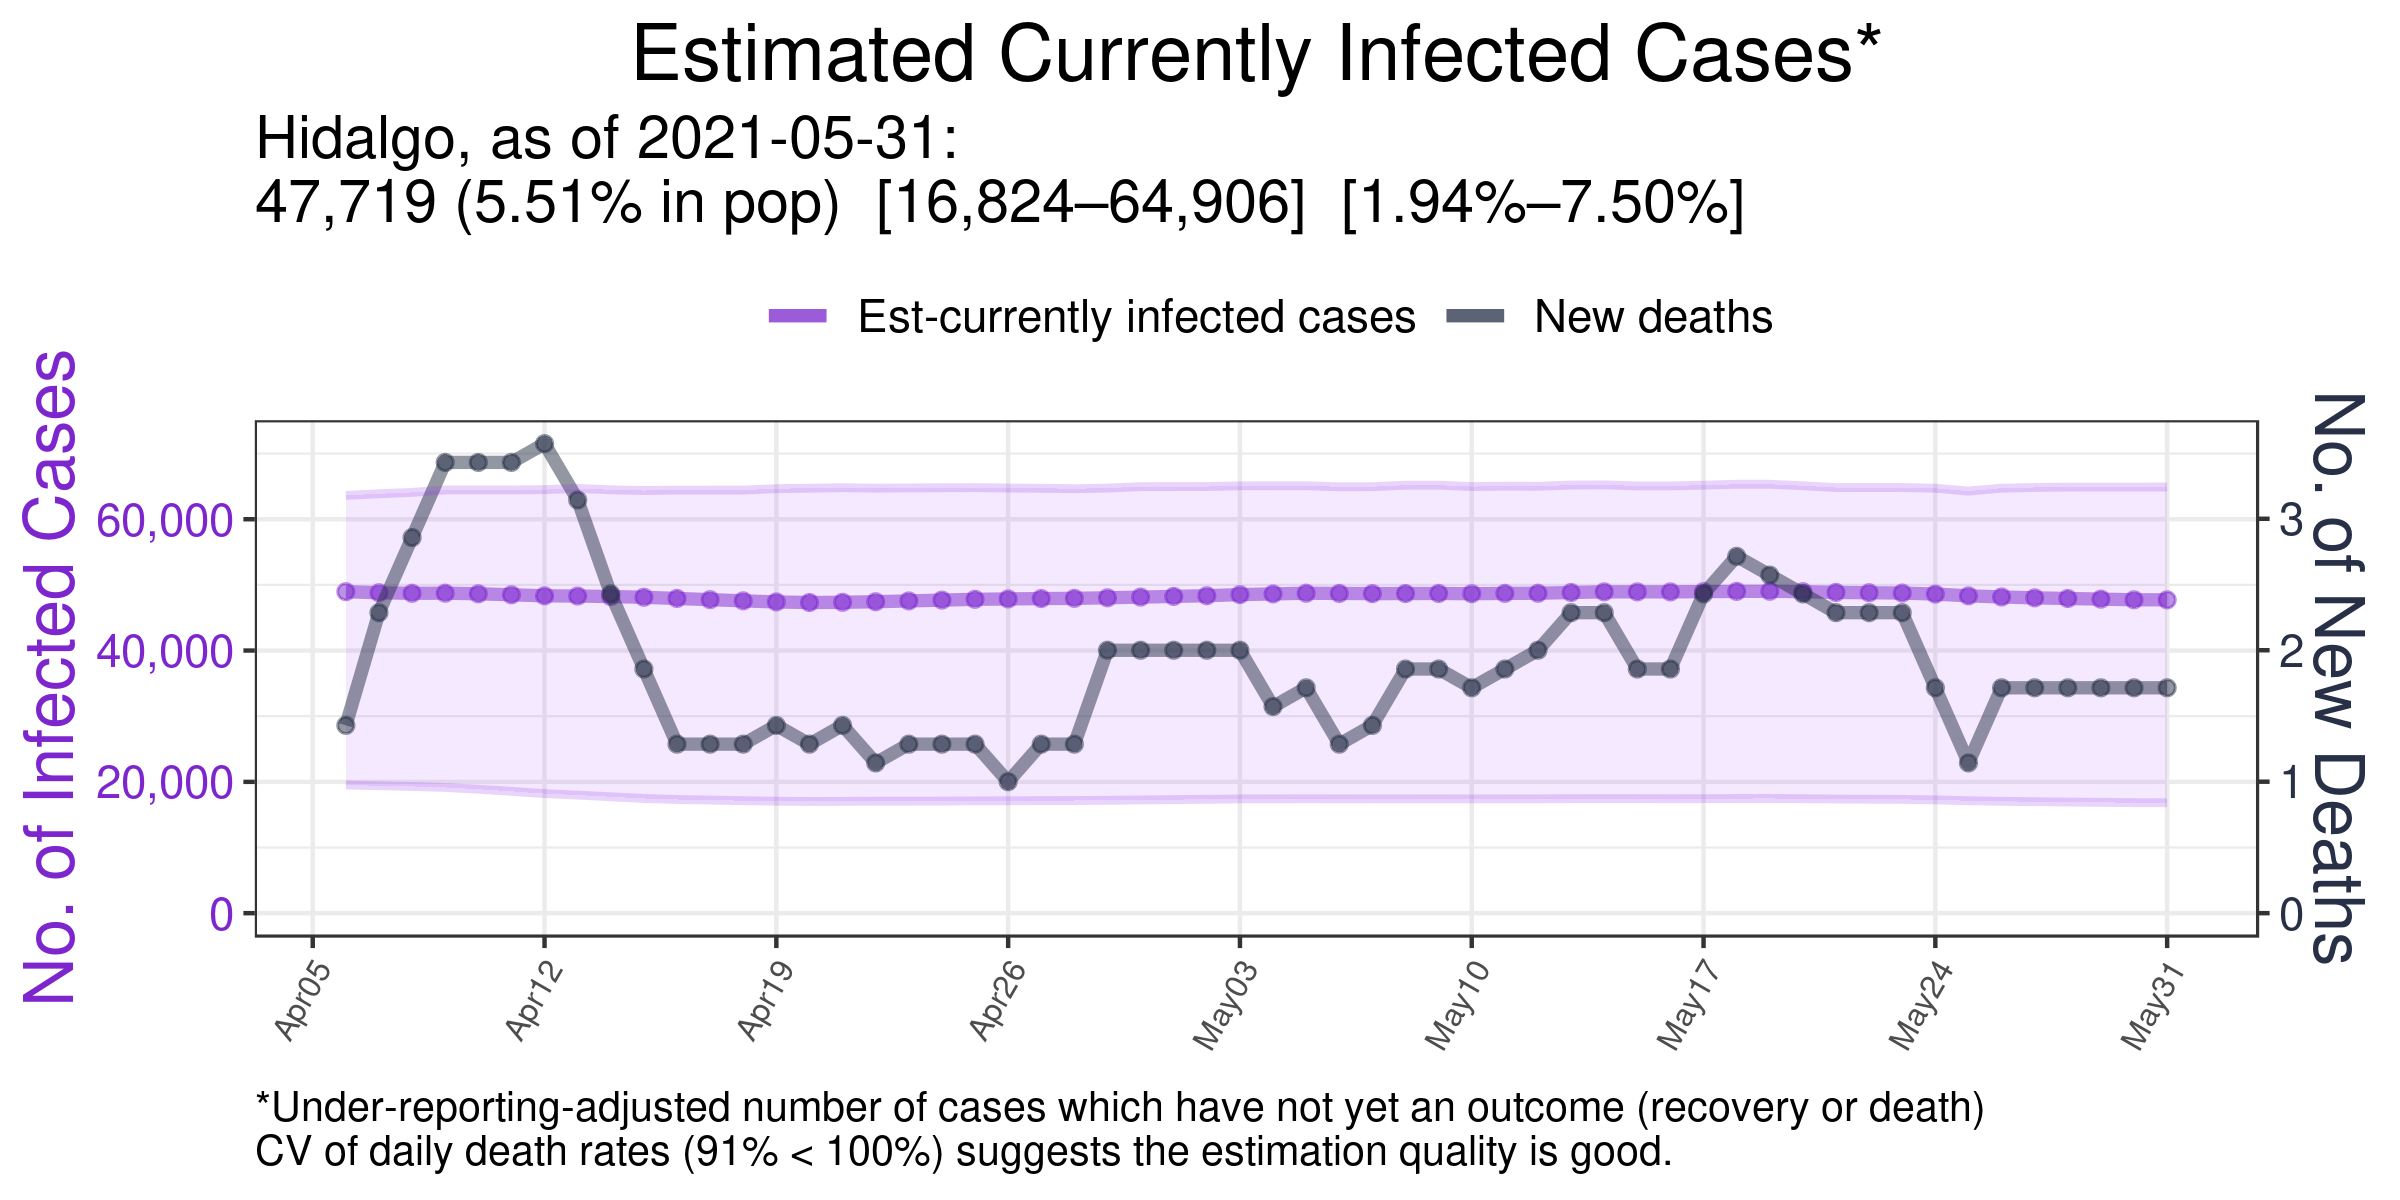 Estimated Currently Infected Cases*
Hidalgo, as of 2021-05-31:
47,719 (5.51% in pop)  [16,824–64,906]  [1.94%–7.50%]
Est-currently infected cases
New deaths
No. of Infected Cases
60,000
40,000
20,000
0
3
2
1
0
No. of New Deaths
Apr05
Apr12
Apr19
Apr26
May03
May10
May17
May24
May31
*Under-reporting-adjusted number of cases which have not yet an outcome (recovery or death)
CV of daily death rates (91% < 100%) suggests the estimation quality is good.